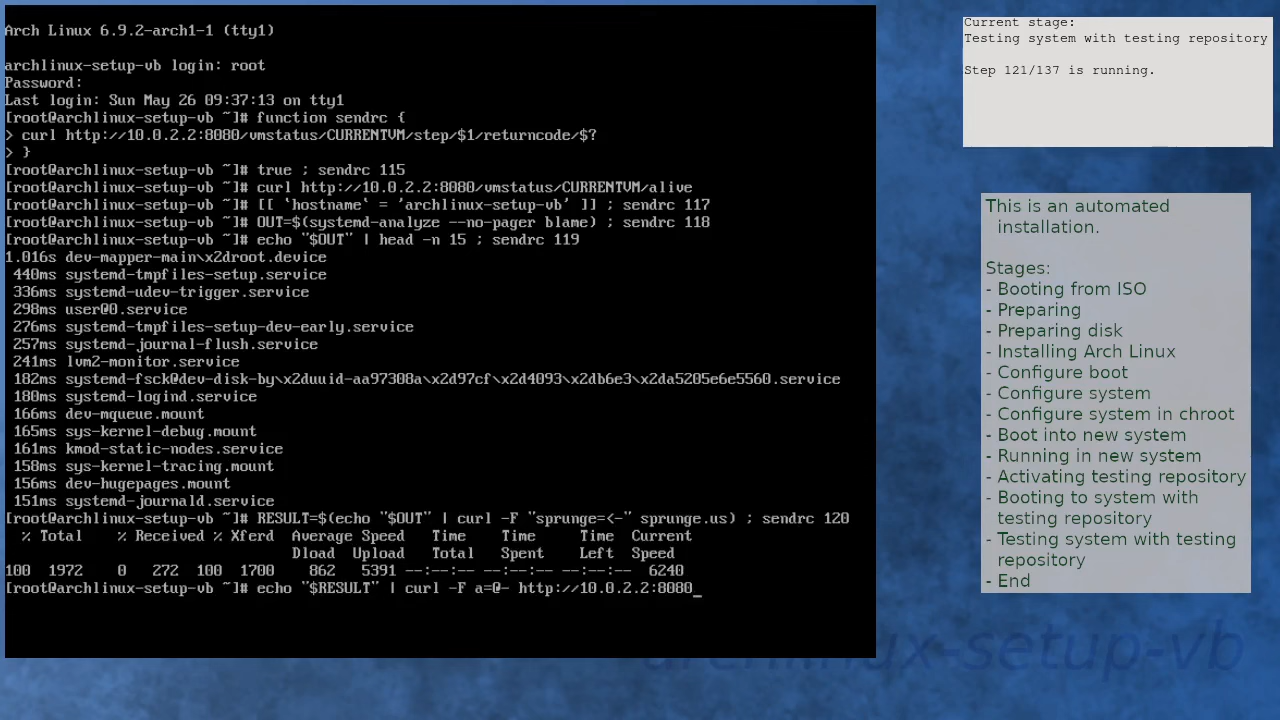 Arch Linux 6.9.2-arch1-1 (tty1)
archlinux-setup-vb login: root
Password:
Last login: Sun May 26 09:37:13 on tty1
[root@archlinux-setup-vb ~]# function sendrc {
> curl http://10.0.2.2:8080/vmstatus/CURRENTVM/step/$1/returncode/$?
> }
[root@archlinux-setup-vb ~]# true ; sendrc 115
[root@archlinux-setup-vb ~]# curl http://10.0.2.2:8080/vmstatus/CURRENTVM/alive
[root@archlinux-setup-vb ~]# [[ `hostname` = 'archlinux-setup-vb' ]] ; sendrc 117
[root@archlinux-setup-vb ~]# OUT=$(systemd-analyze --no-pager blame) ; sendrc 118
[root@archlinux-setup-vb ~]# echo "$OUT" | head -n 15 ; sendrc 119
1.016s dev-mapper-main\x2droot.device
440ms systemd-tmpfiles-setup.service
336ms systemd-udev-trigger.service
298ms user@0.service
276ms systemd-tmpfiles-setup-dev-early.service
257ms systemd-journal-flush.service
241ms lvm2-monitor.service
182ms systemd-fsck@dev-disk-by\x2duuid-aa97308a\x2d97cf\x2d4093\x2db6e3\x2da5205e6e5560.service
180ms systemd-logind.service
166ms dev-mqueue.mount
165ms sys-kernel-debug.mount
161ms kmod-static-nodes.service
158ms sys-kernel-tracing.mount
156ms dev-hugepages.mount
151ms systemd-journald.service
[root@archlinux-setup-vb ~]# RESULT=$(echo "$OUT" | curl -F "sprunge=<-" sprunge.us) ; sendrc 120
% Total % Received % Xferd Average Speed Time Time Time Current
Dload Upload Total Spent Left Speed
100 1972 0 272 100 1700 862 5391 --:--:-- --:--:-- --:--:-- 6240
[root@archlinux-setup-vb ~]# echo "$RESULT" | curl -F a=@- http://10.0.2.2:8080_
Current stage:
Testing system with testing repository
Step 121/137 is running.
This is an automated
installation.
Stages:
- Booting from ISO
- Preparing
- Preparing disk
- Installing Arch Linux
- Configure boot
- Configure system
- Configure system in chroot
- Boot into new system
- Running in new system
- Activating testing repository
- Booting to system with
testing repository
- Testing system with testing
repository
- End
archlinux-setup-vb